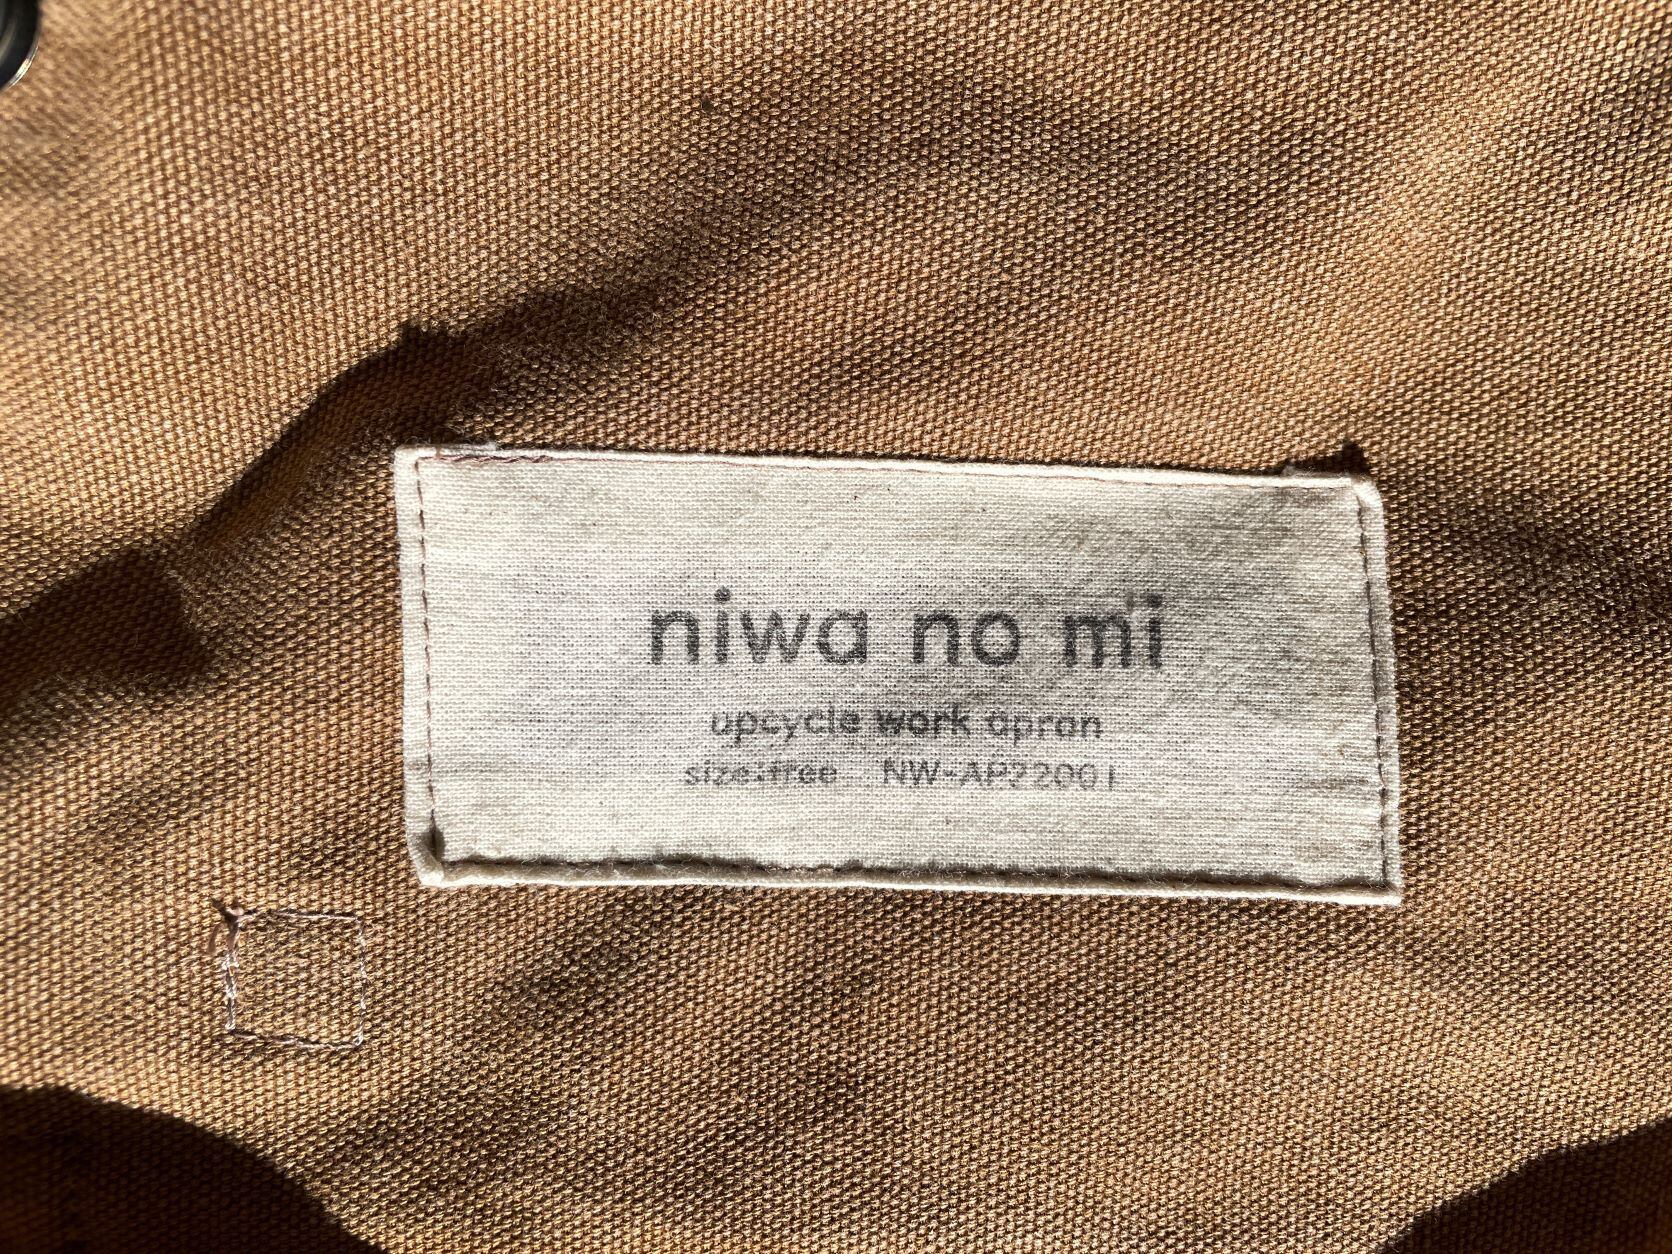 niwa no mi
upcycle work apron
size:free NW-AP22001